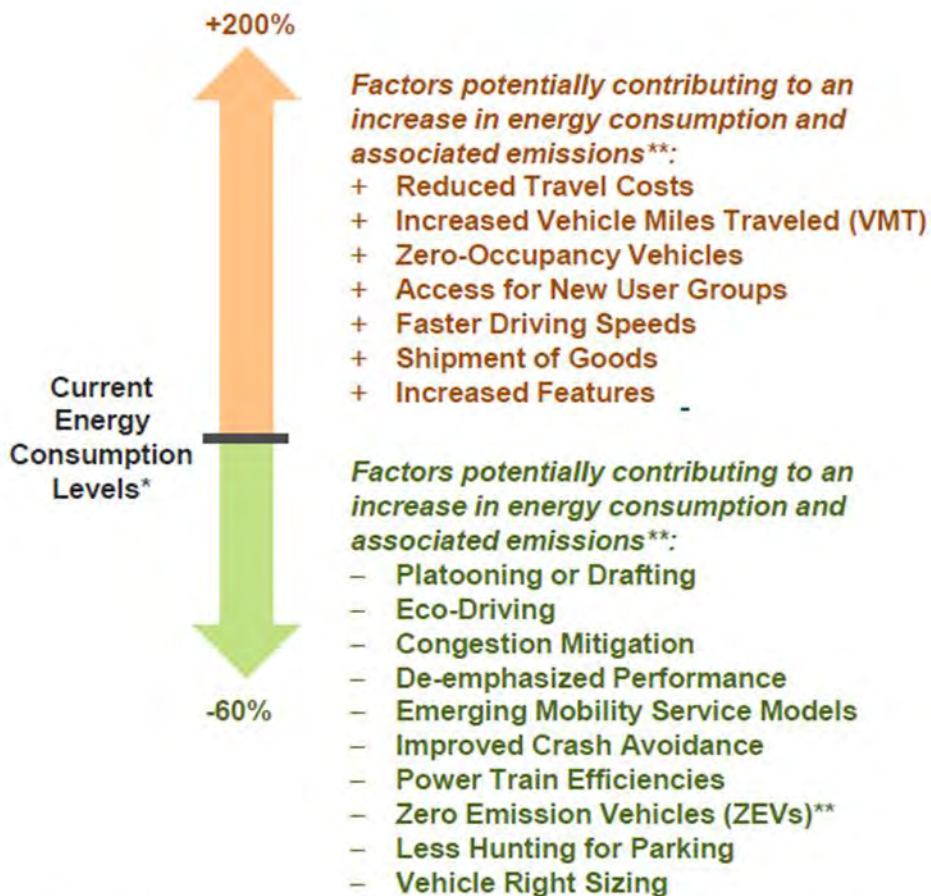 +200%
Factors potentially contributing to an
increase in energy consumption and
associated emissions**:
+ Reduced Travel Costs
+ Increased Vehicle Miles Traveled (VMT)
+ Zero-Occupancy Vehicles
+ Access for New User Groups
+ Faster Driving Speeds
+ Shipment of Goods
+ Increased Features
Current
Energy
Consumption
Levels*
Factors potentially contributing to an
increase in energy consumption and
associated emissions**:
– Platooning or Drafting
– Eco-Driving
– Congestion Mitigation
– De-emphasized Performance
– Emerging Mobility Service Models
– Improved Crash Avoidance
– Power Train Efficiencies
– Zero Emission Vehicles (ZEVs)**
– Less Hunting for Parking
– Vehicle Right Sizing
-60%